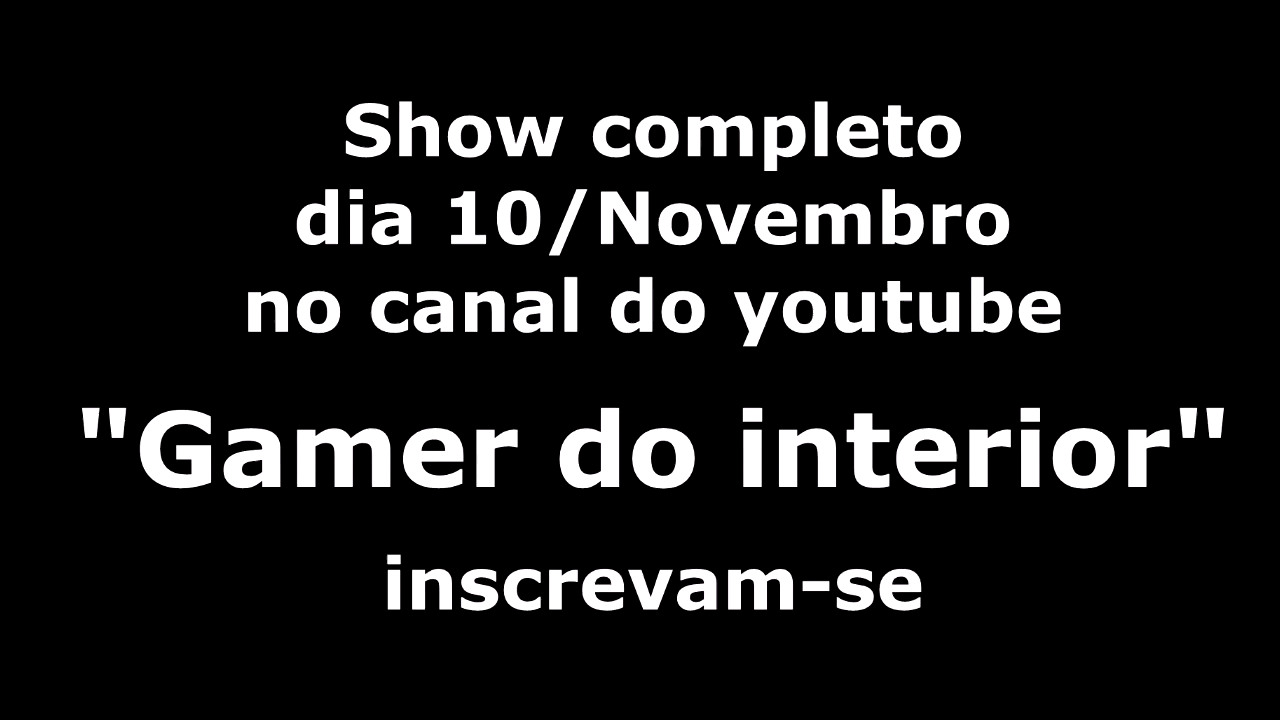 Show completo
dia 10/Novembro
no canal do youtube
"Gamer do interior"
inscrevam-se